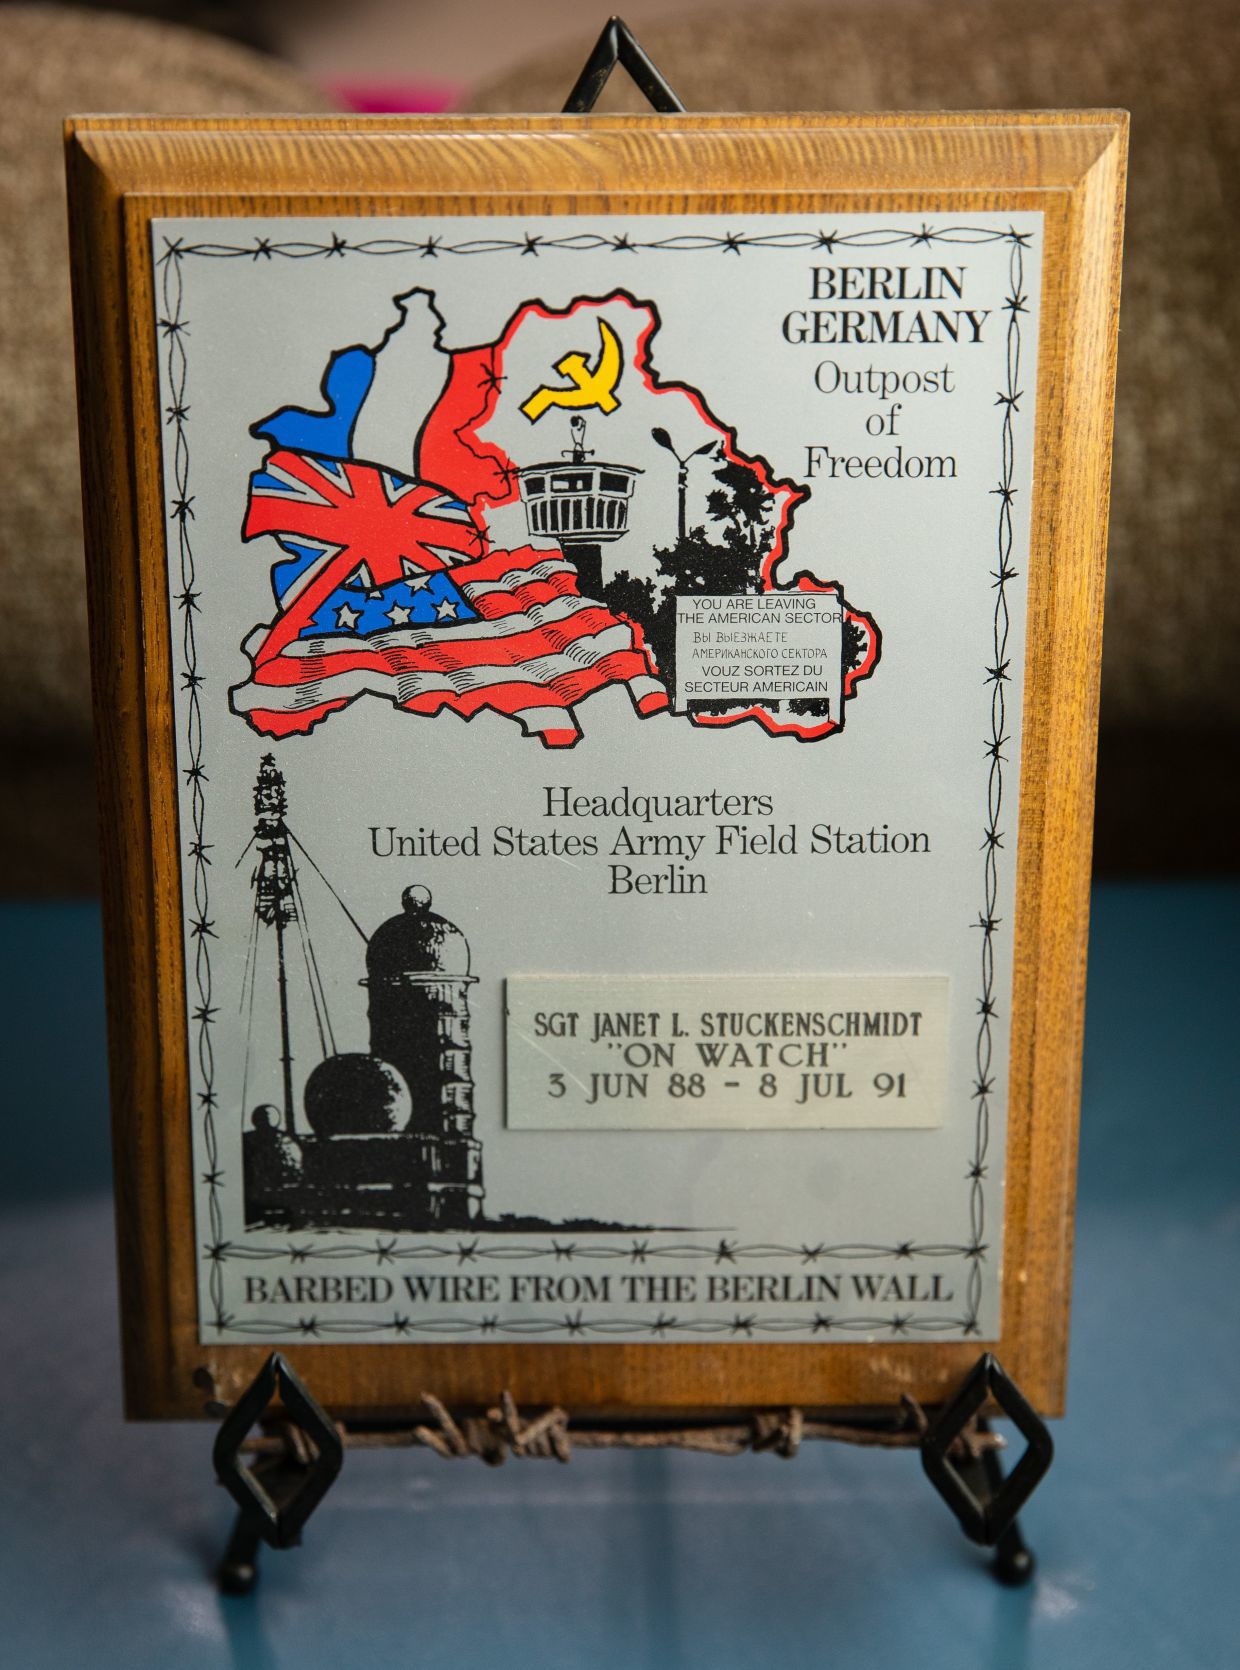 BERLIN
GERMANY
Outpost
of
Freedom
YOU ARE LEAVING
THE AMERICAN SECTOR
ВЫ ВЫЕЗЖАЕТЕ
АМЕРИКАНСКОГО СЕКТОРА
VOUZ SORTEZ DU
SECTEUR AMERICAIN
Headquarters
United States Army Field Station
Berlin
SGT JANET L. STUCKENSCHMIDT
"ON WATCH"
3 JUN 88 - 8 JUL 91
BARBED WIRE FROM THE BERLIN WALL